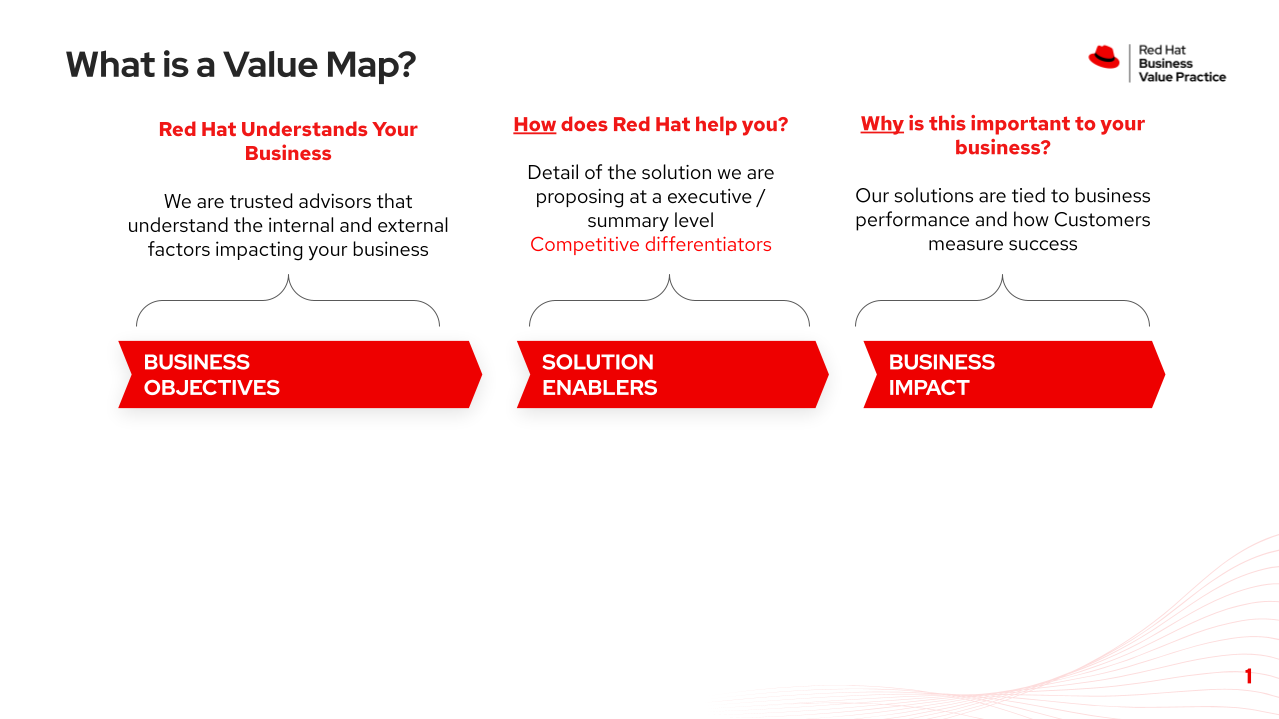 What is a Value Map?
Red Hat
Business
Value Practice
Red Hat Understands Your
Business
We are trusted advisors that
understand the internal and external
factors impacting your business
How does Red Hat help you?
Detail of the solution we are
proposing at a executive /
summary level
Competitive differentiators
Why is this important to your
business?
Our solutions are tied to business
performance and how Customers
measure success
BUSINESS
OBJECTIVES
SOLUTION
ENABLERS
BUSINESS
IMPACT
1